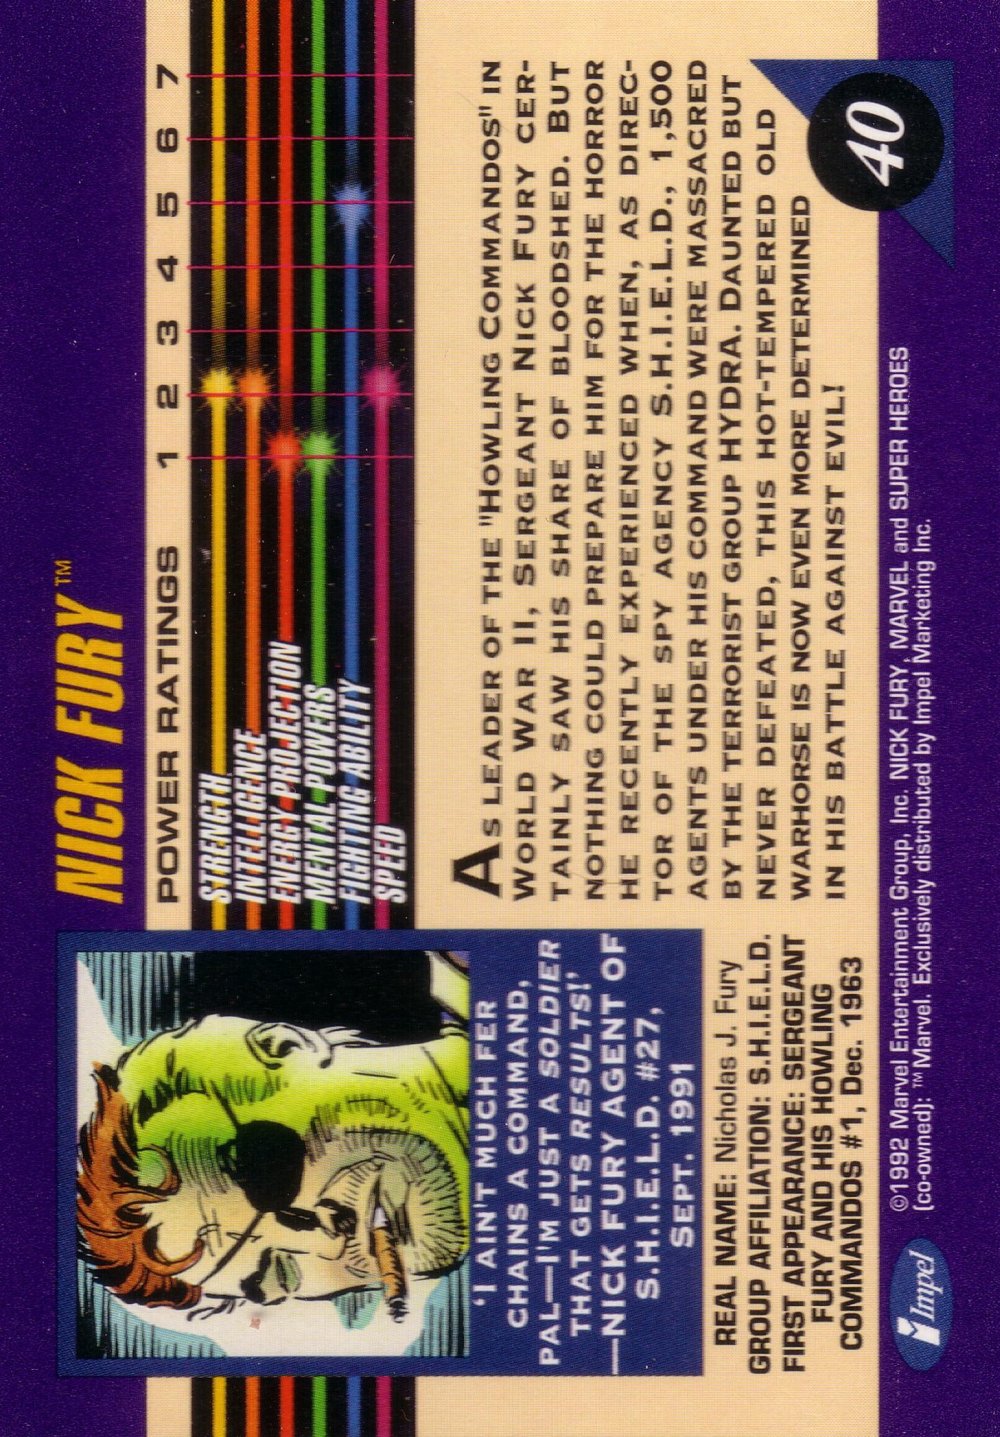 NICK FURY™
POWER RATINGS 1 2 3 4 5 6 7
STRENGTH
INTELLIGENCE
ENERGY PROJECTION
MENTAL POWERS
FIGHTING ABILITY
SPEED
'I AIN'T MUCH FER
CHAINS A COMMAND,
PAL—I'M JUST A SOLDIER
THAT GETS RESULTS!'
—NICK FURY AGENT OF
S.H.I.E.L.D. #27,
SEPT. 1991
REAL NAME: Nicholas J. Fury
GROUP AFFILIATION: S.H.I.E.L.D.
FIRST APPEARANCE: SERGEANT
FURY AND HIS HOWLING
COMMANDOS #1, Dec. 1963
AS LEADER OF THE "HOWLING COMMANDOS" IN
WORLD WAR II, SERGEANT NICK FURY CER-
TAINLY SAW HIS SHARE OF BLOODSHED. BUT
NOTHING COULD PREPARE HIM FOR THE HORROR
HE RECENTLY EXPERIENCED WHEN, AS DIREC-
TOR OF THE SPY AGENCY S.H.I.E.L.D., 1,500
AGENTS UNDER HIS COMMAND WERE MASSACRED
BY THE TERRORIST GROUP HYDRA. DAUNTED BUT
NEVER DEFEATED, THIS HOT-TEMPERED OLD
WARHORSE IS NOW EVEN MORE DETERMINED
IN HIS BATTLE AGAINST EVIL!
40
Impel
©1992 Marvel Entertainment Group, Inc. NICK FURY, MARVEL and SUPER HEROES
(co-owned): ™Marvel. Exclusively distributed by Impel Marketing Inc.